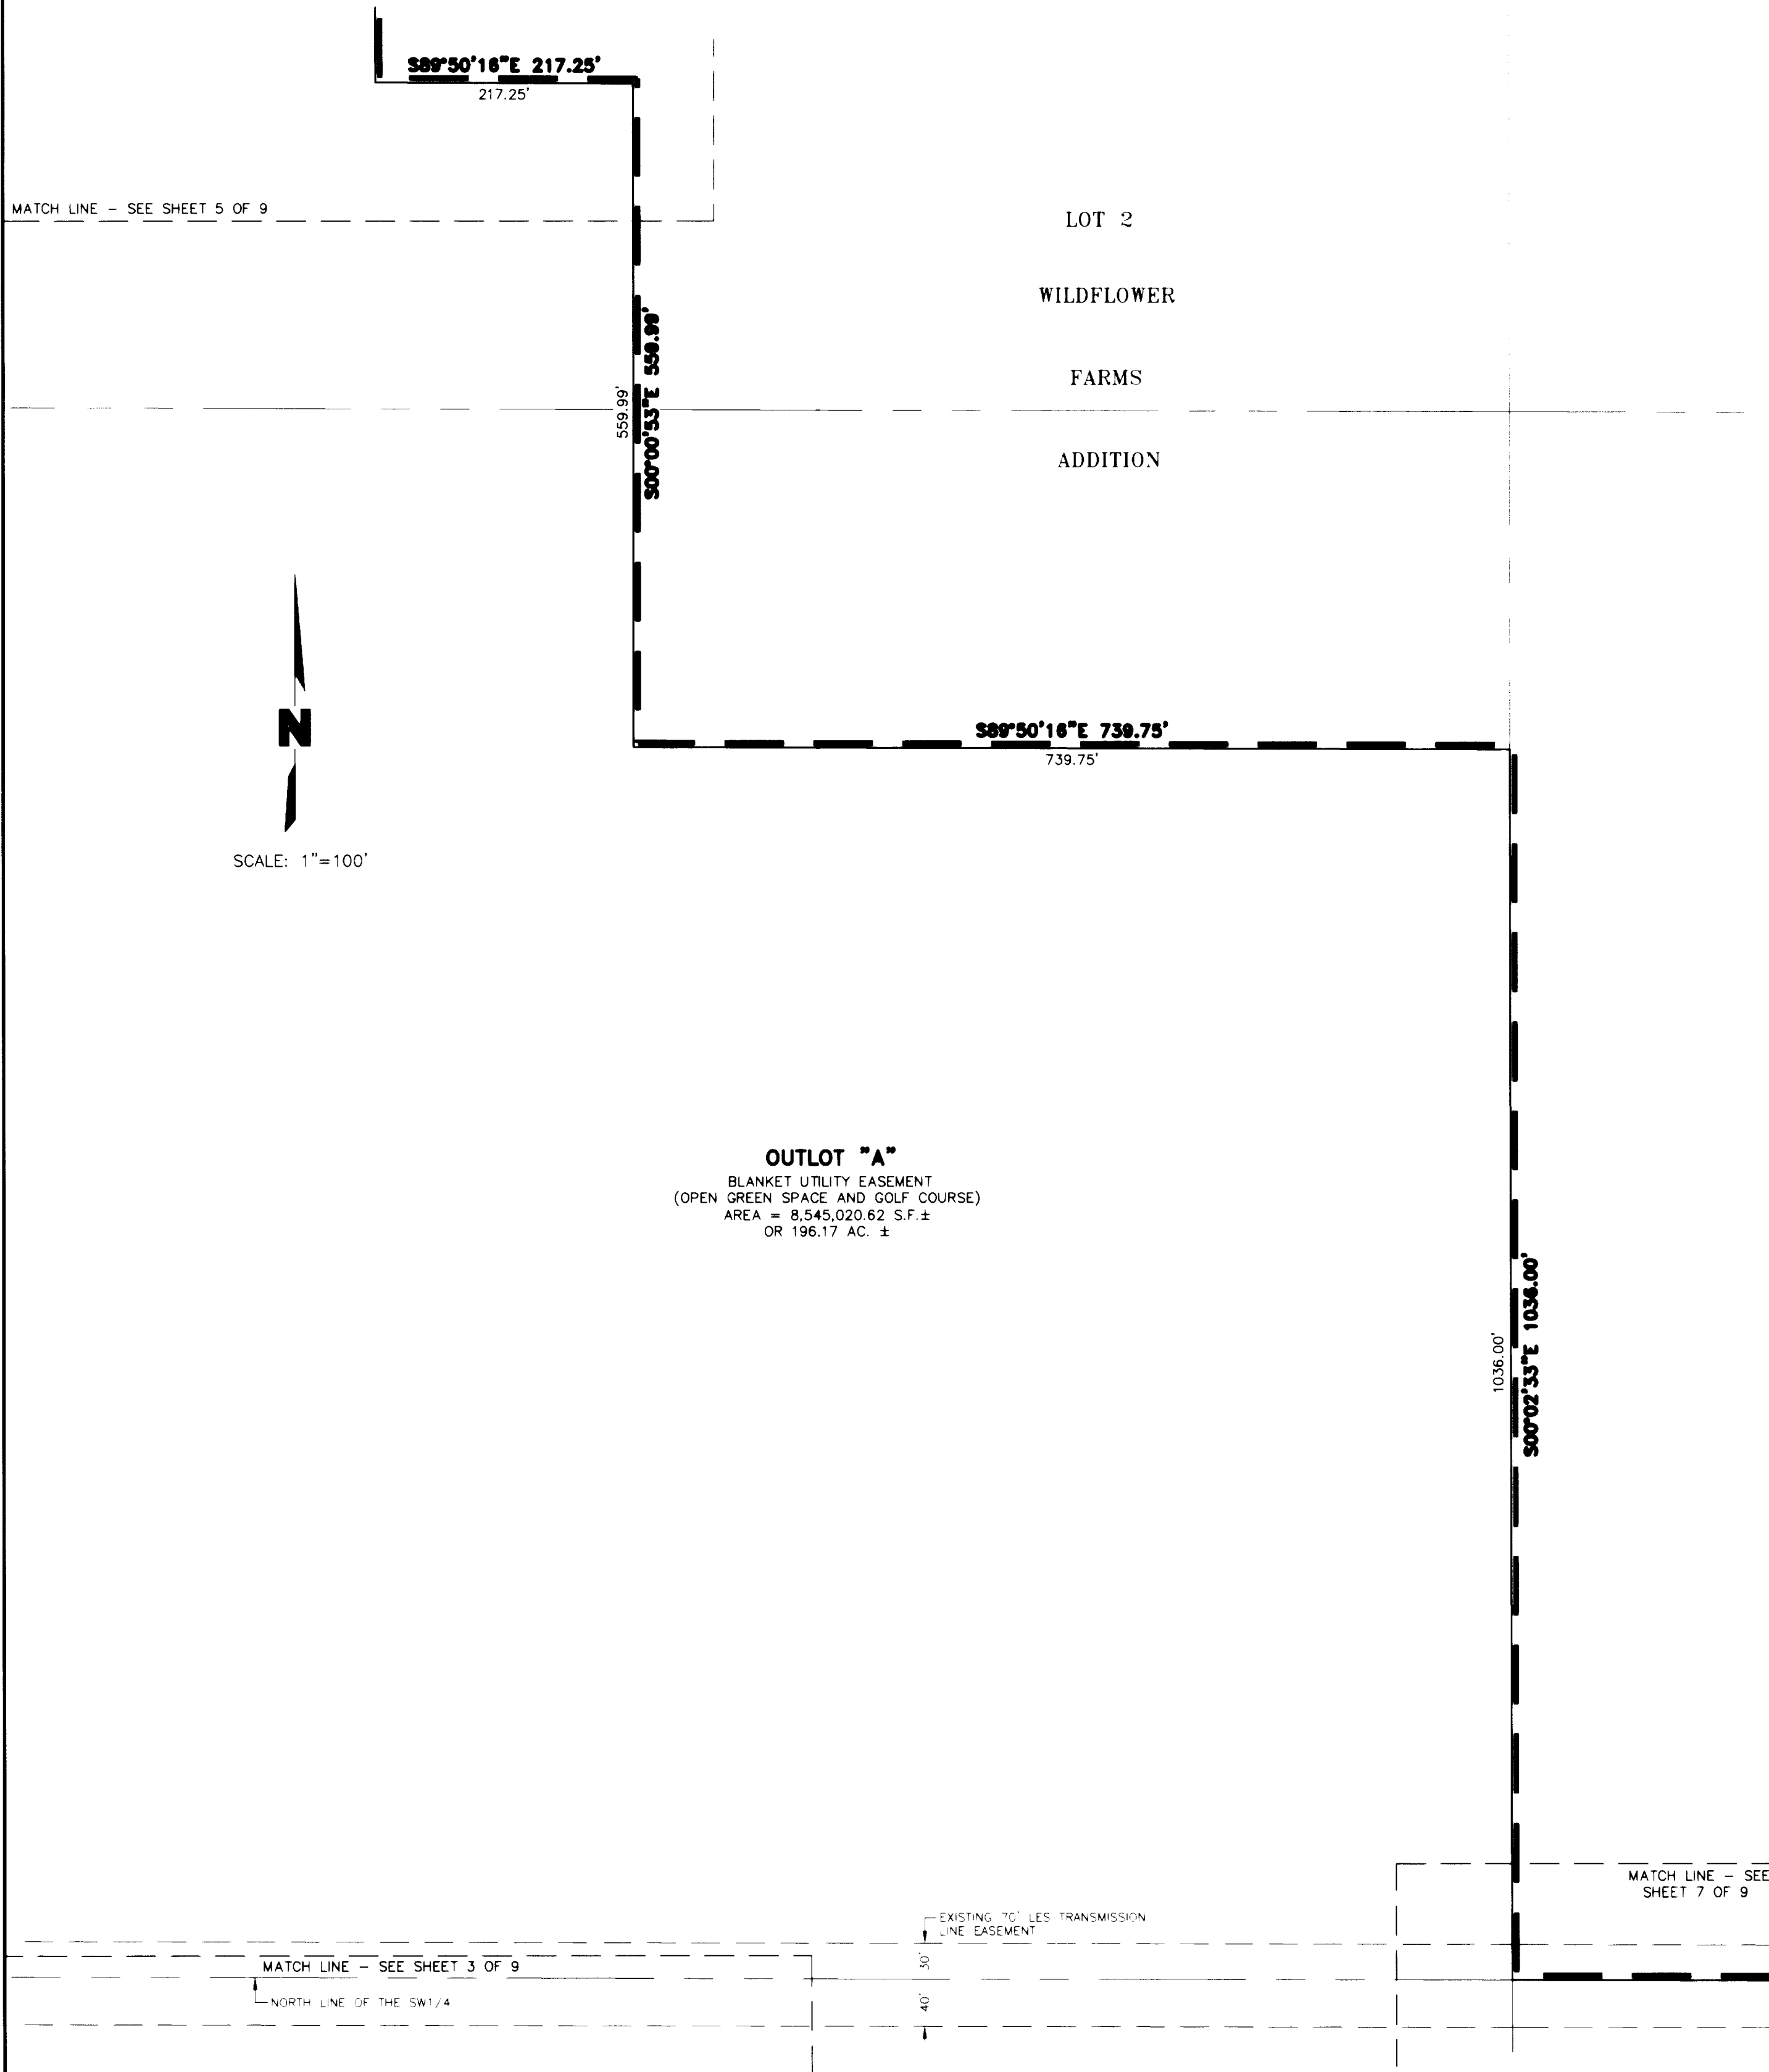 S89°50'16"E 217.25'
217.25'
MATCH LINE - SEE SHEET 5 OF 9
LOT 2
WILDFLOWER
FARMS
ADDITION
559.99'
S00°00'53"E 559.99'
S89°50'16"E 739.75'
739.75'
N
SCALE: 1"=100'
OUTLOT "A"
BLANKET UTILITY EASEMENT
(OPEN GREEN SPACE AND GOLF COURSE)
AREA = 8,545,020.62 S.F.±
OR 196.17 AC. ±
1036.00'
S00°02'33"E 1036.00'
MATCH LINE - SEE
SHEET 7 OF 9
EXISTING 70' LES TRANSMISSION
LINE EASEMENT
30'
MATCH LINE - SEE SHEET 3 OF 9
NORTH LINE OF THE SW1/4
40'